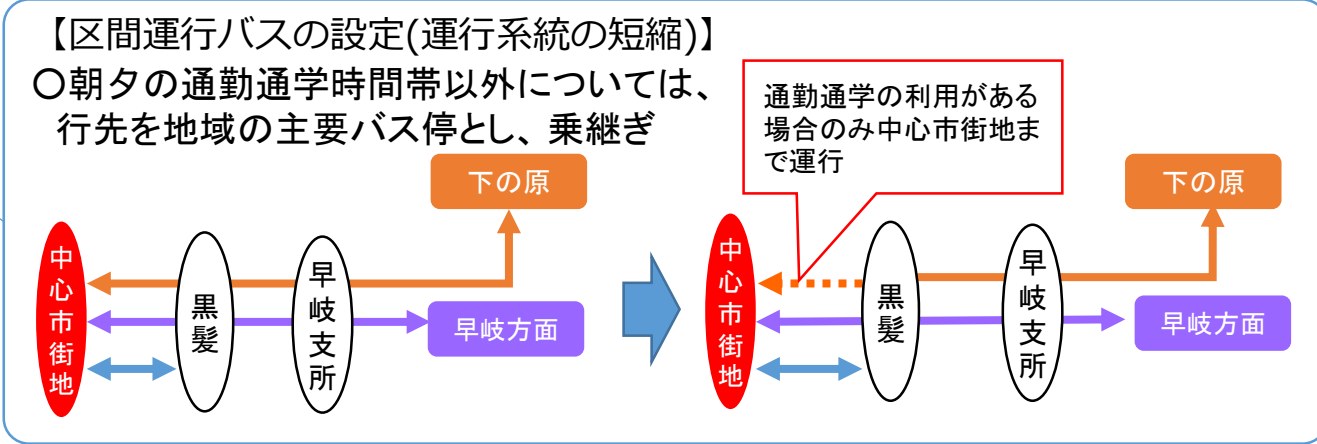 【区間運行バスの設定(運行系統の短縮)】
〇朝夕の通勤通学時間帯以外については、
行先を地域の主要バス停とし、乗継ぎ
通勤通学の利用がある
場合のみ中心市街地ま
で運行
下の原
中心市街地
黒髪
早岐支所
早岐方面
下の原
中心市街地
黒髪
早岐支所
早岐方面